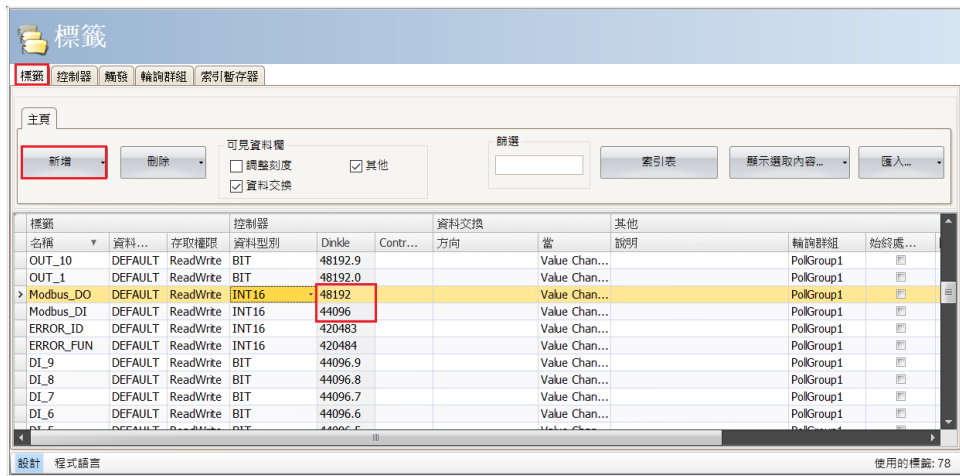 標籤
標籤 控制器 觸發 輪詢群組 索引暫存器
主頁
新增 刪除 可見資料欄 調整刻度 其他 資料交換 篩選 索引表 顯示選取內容... 匯入...
標籤 控制器 資料交換 其他
名稱 資料... 存取權限 資料型別 Dinkle Contr... 方向 當 說明 輪詢群組 始終處...
OUT_10 DEFAULT ReadWrite BIT 48192.9 Value Chan... PollGroup1
OUT_1 DEFAULT ReadWrite BIT 48192.0 Value Chan... PollGroup1
Modbus_DO DEFAULT ReadWrite INT16 48192 Value Chan... PollGroup1
Modbus_DI DEFAULT ReadWrite INT16 44096 Value Chan... PollGroup1
ERROR_ID DEFAULT ReadWrite INT16 420483 Value Chan... PollGroup1
ERROR_FUN DEFAULT ReadWrite INT16 420484 Value Chan... PollGroup1
DI_9 DEFAULT ReadWrite BIT 44096.9 Value Chan... PollGroup1
DI_8 DEFAULT ReadWrite BIT 44096.8 Value Chan... PollGroup1
DI_7 DEFAULT ReadWrite BIT 44096.7 Value Chan... PollGroup1
DI_6 DEFAULT ReadWrite BIT 44096.6 Value Chan... PollGroup1
設計 程式語言 使用的標籤: 78